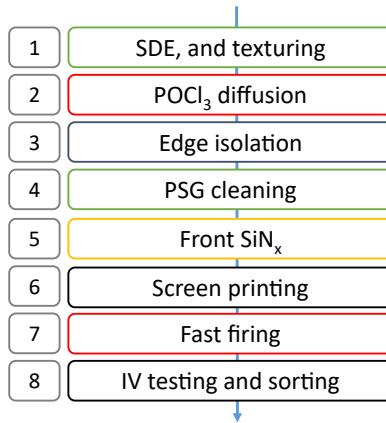 1 SDE, and texturing
2 POCl₃ diffusion
3 Edge isolation
4 PSG cleaning
5 Front SiNₓ
6 Screen printing
7 Fast firing
8 IV testing and sorting